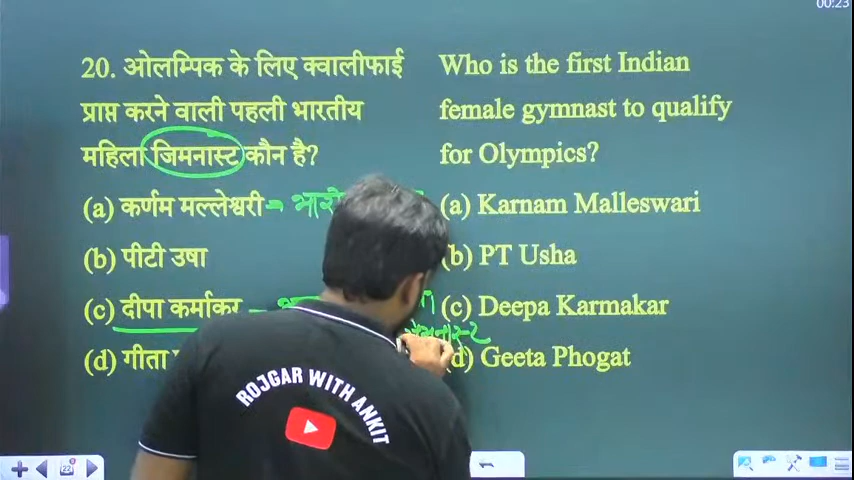 00:23
20. ओलम्पिक के लिए क्वालीफाई
प्राप्त करने वाली पहली भारतीय
महिला जिमनास्ट कौन है?
(a) कर्णम मल्लेश्वरी =
(b) पीटी उषा
(c) दीपा कर्माकर -
(d) गीता
Who is the first Indian
female gymnast to qualify
for Olympics?
(a) Karnam Malleswari
(b) PT Usha
(c) Deepa Karmakar
(d) Geeta Phogat
ROJGAR WITH ANKIT
22